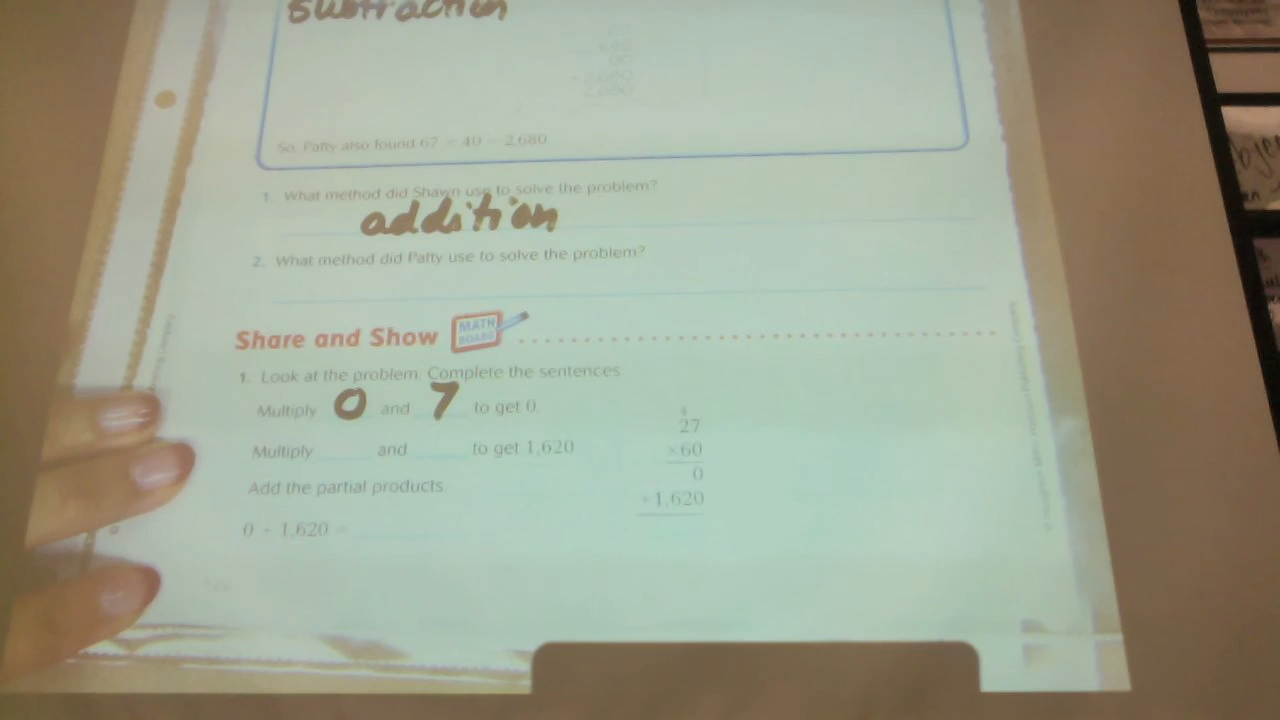 subtraction
So, Patty also found 67 × 40 = 2,680
1. What method did Shawn use to solve the problem?
addition
2. What method did Patty use to solve the problem?
Share and Show MATH BOARD
1. Look at the problem. Complete the sentences
Multiply 0 and 7 to get 0.
4
27
Multiply and to get 1,620
×60
0
Add the partial products.
+1,620
0 + 1,620 =